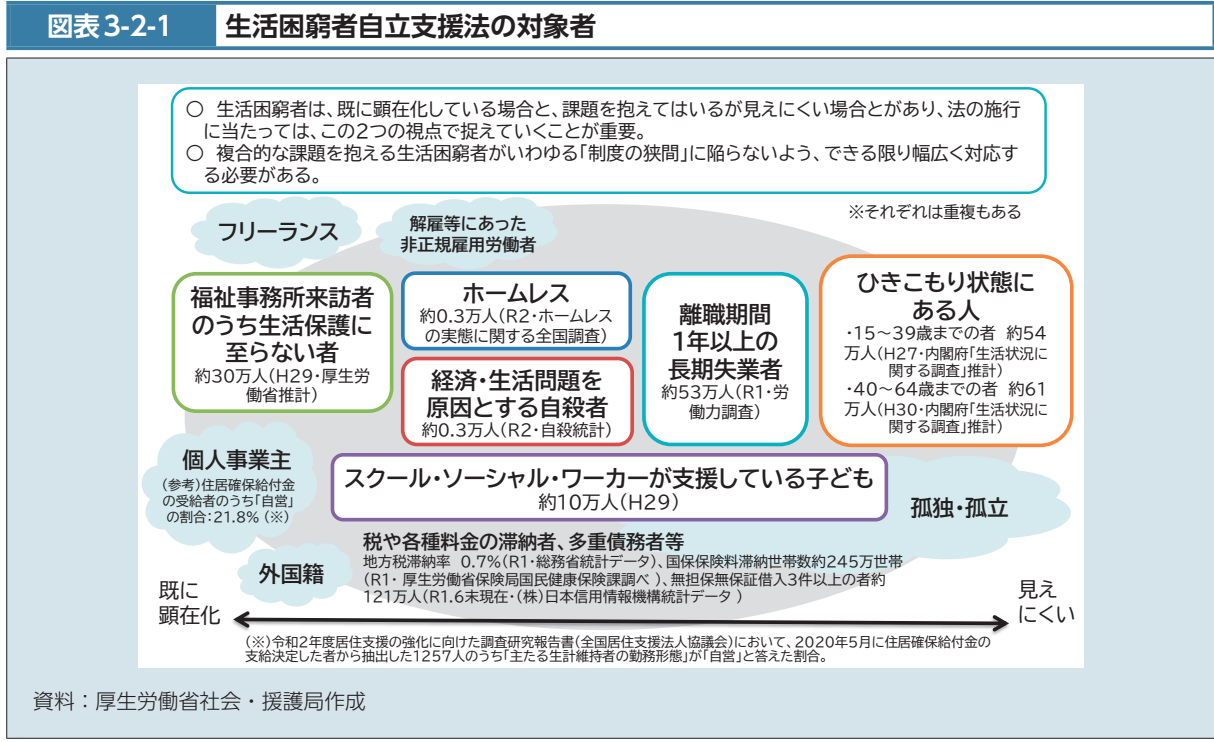 図表3-2-1 生活困窮者自立支援法の対象者
○ 生活困窮者は、既に顕在化している場合と、課題を抱えてはいるが見えにくい場合とがあり、法の施行
に当たっては、この2つの視点で捉えていくことが重要。
○ 複合的な課題を抱える生活困窮者がいわゆる「制度の狭間」に陥らないよう、できる限り幅広く対応す
る必要がある。
※それぞれは重複もある
フリーランス
解雇等にあった
非正規雇用労働者
福祉事務所来訪者
のうち生活保護に
至らない者
約30万人(H29・厚生労
働省推計)
ホームレス
約0.3万人(R2・ホームレス
の実態に関する全国調査)
経済・生活問題を
原因とする自殺者
約0.3万人(R2・自殺統計)
離職期間
1年以上の
長期失業者
約53万人(R1・労
働力調査)
ひきこもり状態に
ある人
・15~39歳までの者 約54
万人(H27・内閣府「生活状況に
関する調査」推計)
・40~64歳までの者 約61
万人(H30・内閣府「生活状況に
関する調査」推計)
個人事業主
(参考)住居確保給付金
の受給者のうち「自営」
の割合:21.8% (※)
スクール・ソーシャル・ワーカーが支援している子ども
約10万人(H29)
孤独・孤立
外国籍
税や各種料金の滞納者、多重債務者等
地方税滞納率 0.7%(R1・総務省統計データ)、国保保険料滞納世帯数約245万世帯
(R1・ 厚生労働省保険局国民健康保険課調べ )、無担保無保証借入3件以上の者約
121万人(R1.6末現在・(株)日本信用情報機構統計データ )
既に
顕在化
見え
にくい
(※)令和2年度居住支援の強化に向けた調査研究報告書(全国居住支援法人協議会)において、2020年5月に住居確保給付金の
支給決定した者から抽出した1257人のうち「主たる生計維持者の勤務形態」が「自営」と答えた割合。
資料:厚生労働省社会・援護局作成